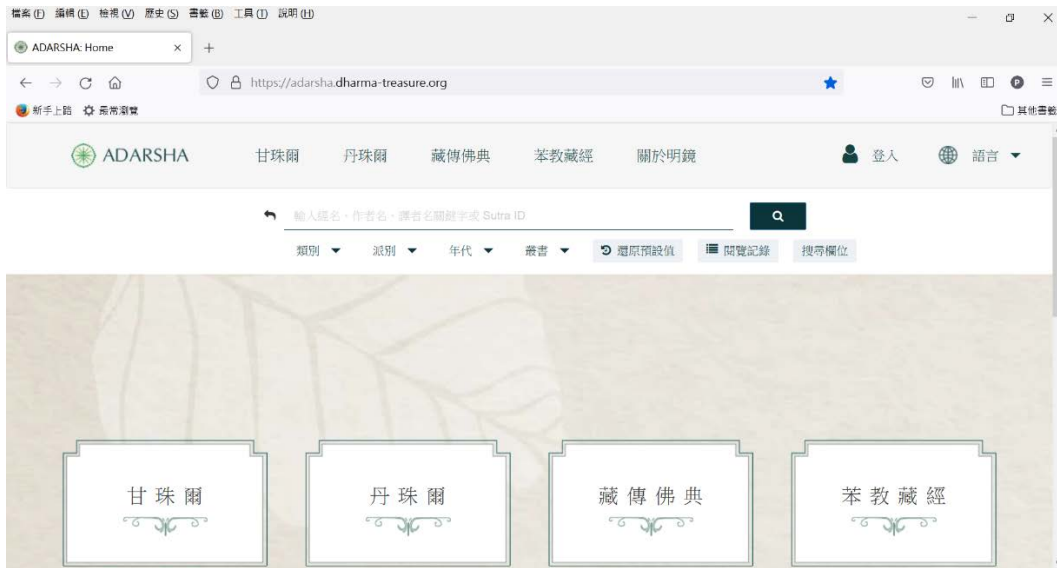 檔案(F) 編輯(E) 檢視(V) 歷史(S) 書籤(B) 工具(T) 說明(H)
ADARSHA: Home
https://adarsha.dharma-treasure.org
新手上路 最常瀏覽 其他書籤
ADARSHA 甘珠爾 丹珠爾 藏傳佛典 苯教藏經 關於明鏡 登入 語言
輸入經名、作者名、譯者名關鍵字或 Sutra ID
類別 派別 年代 叢書 還原預設值 閱覽記錄 搜尋欄位
甘珠爾 丹珠爾 藏傳佛典 苯教藏經